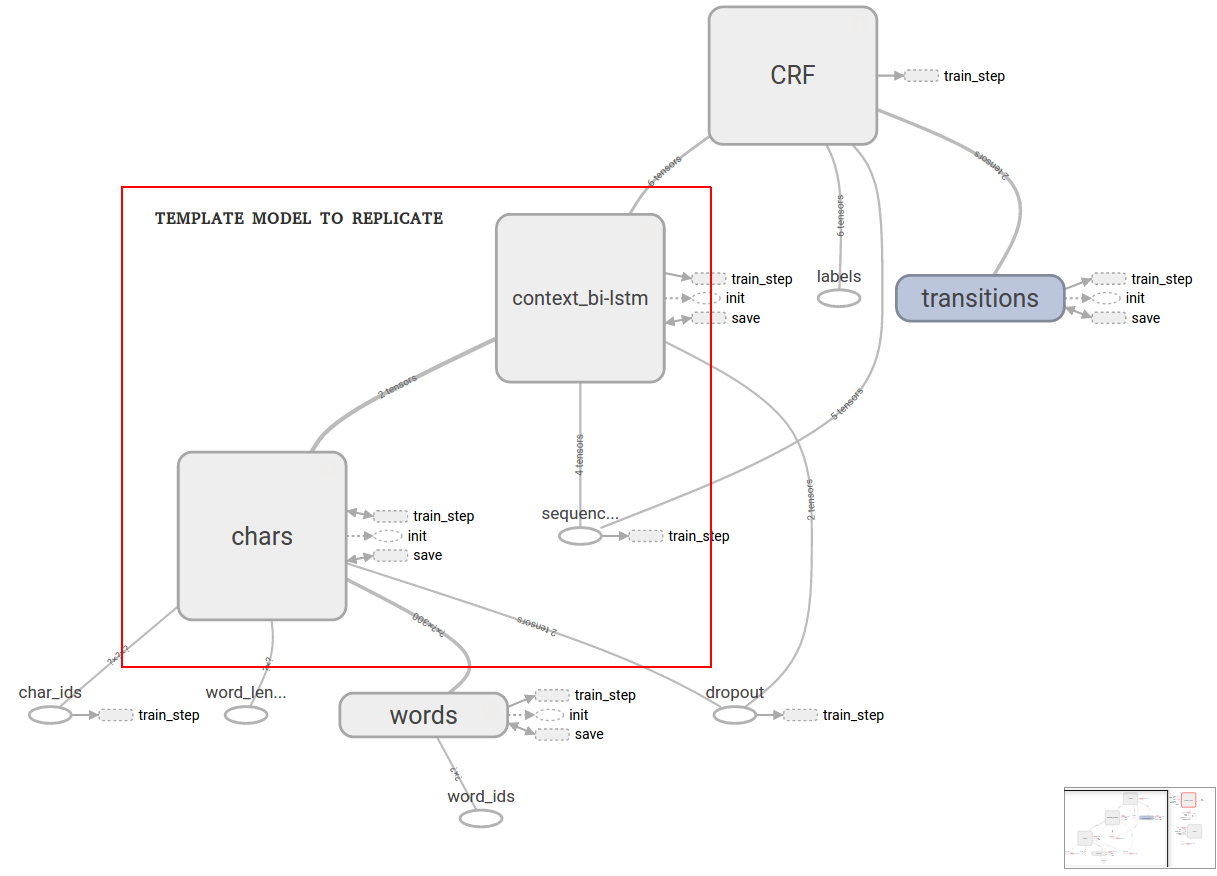 CRF
train_step
6 tensors
2 tensors
TEMPLATE MODEL TO REPLICATE
6 tensors
labels
context_bi-lstm
train_step
init
save
transitions
train_step
init
save
2 tensors
5 tensors
4 tensors
2 tensors
chars
train_step
init
save
sequenc...
train_step
?×?×300
2 tensors
?×?×?
?×?
char_ids
train_step
word_len...
words
train_step
init
save
dropout
train_step
?×?
word_ids